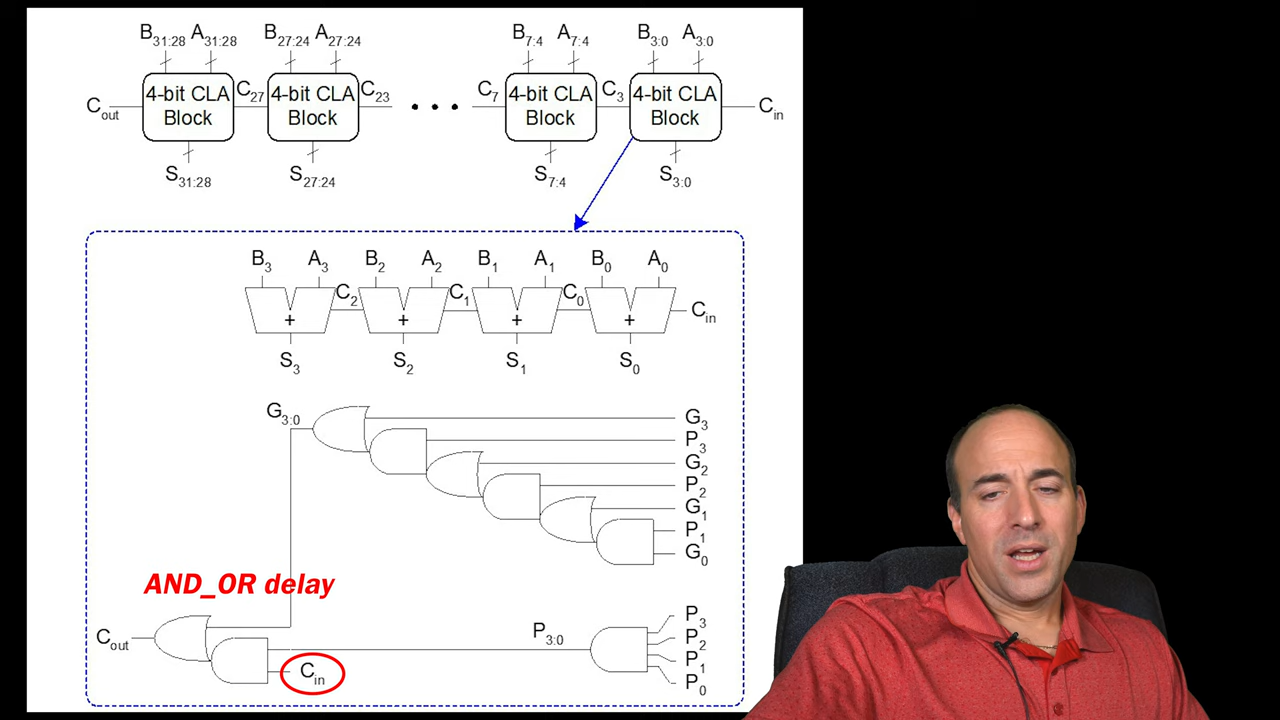 B31:28 A31:28 B27:24 A27:24 B7:4 A7:4 B3:0 A3:0
Cout 4-bit CLA Block C27 4-bit CLA Block C23 • • • C7 4-bit CLA Block C3 4-bit CLA Block Cin
S31:28 S27:24 S7:4 S3:0
B3 A3 B2 A2 B1 A1 B0 A0
C2 C1 C0 Cin
+ + + +
S3 S2 S1 S0
G3:0 G3
P3
G2
P2
G1
P1
G0
AND_OR delay
P3
Cout P3:0 P2
Cin P1
P0